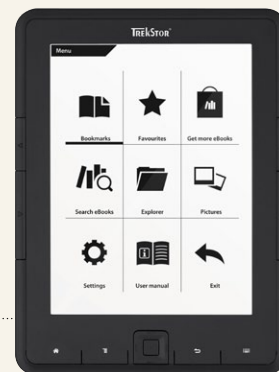 TREKSTOR
Menu
Bookmarks
Favourites
Get more eBooks
Search eBooks
Explorer
Pictures
Settings
User manual
Exit